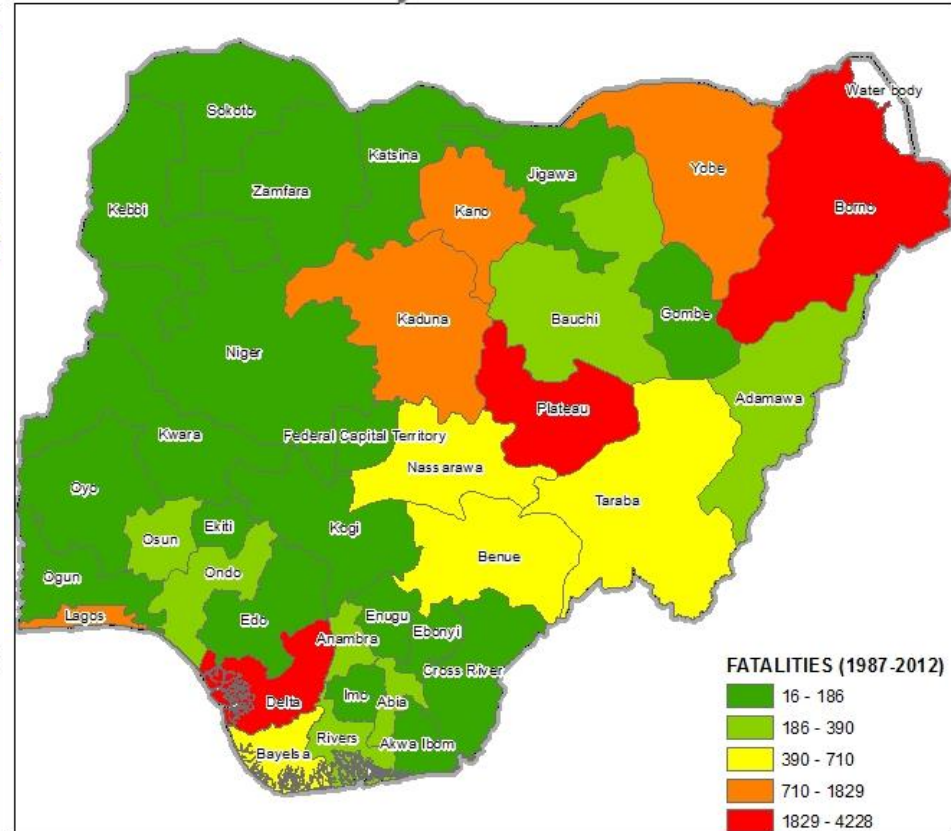 Water body
Sokoto
Katsina
Jigawa
Yobe
Zamfara
Kebbi
Kano
Borno
Kaduna
Bauchi
Gombe
Niger
Adamawa
Plateau
Kwara
Federal Capital Territory
Nassarawa
Oyo
Taraba
Kogi
Ekiti
Osun
Benue
Ondo
Ogun
Lagos
Edo
Enugu
Ebonyi
Anambra
Cross River
Imo
Abia
Delta
Rivers
Akwa Ibom
Bayelsa
FATALITIES (1987-2012)
16 - 186
186 - 390
390 - 710
710 - 1829
1829 - 4228